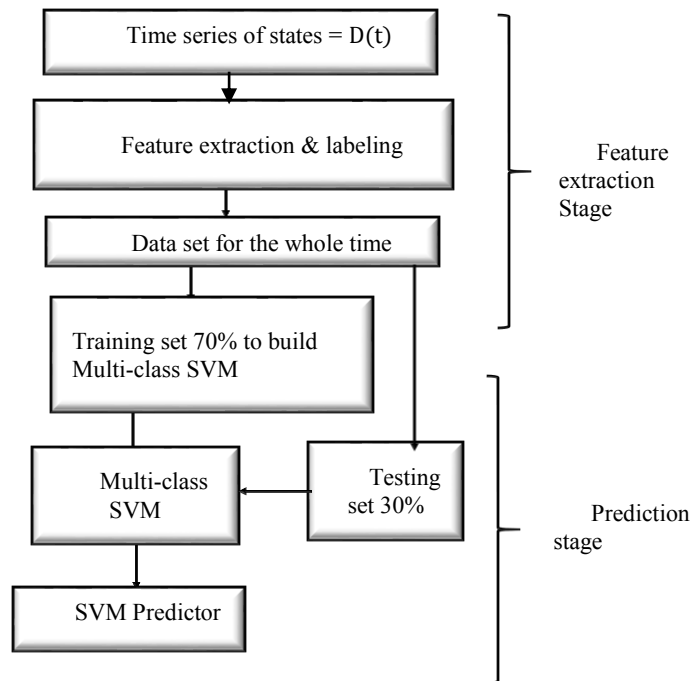 Time series of states = D(t)
Feature extraction & labeling
Feature
extraction
Stage
Data set for the whole time
Training set 70% to build
Multi-class SVM
Multi-class
SVM
Testing
set 30%
Prediction
stage
SVM Predictor